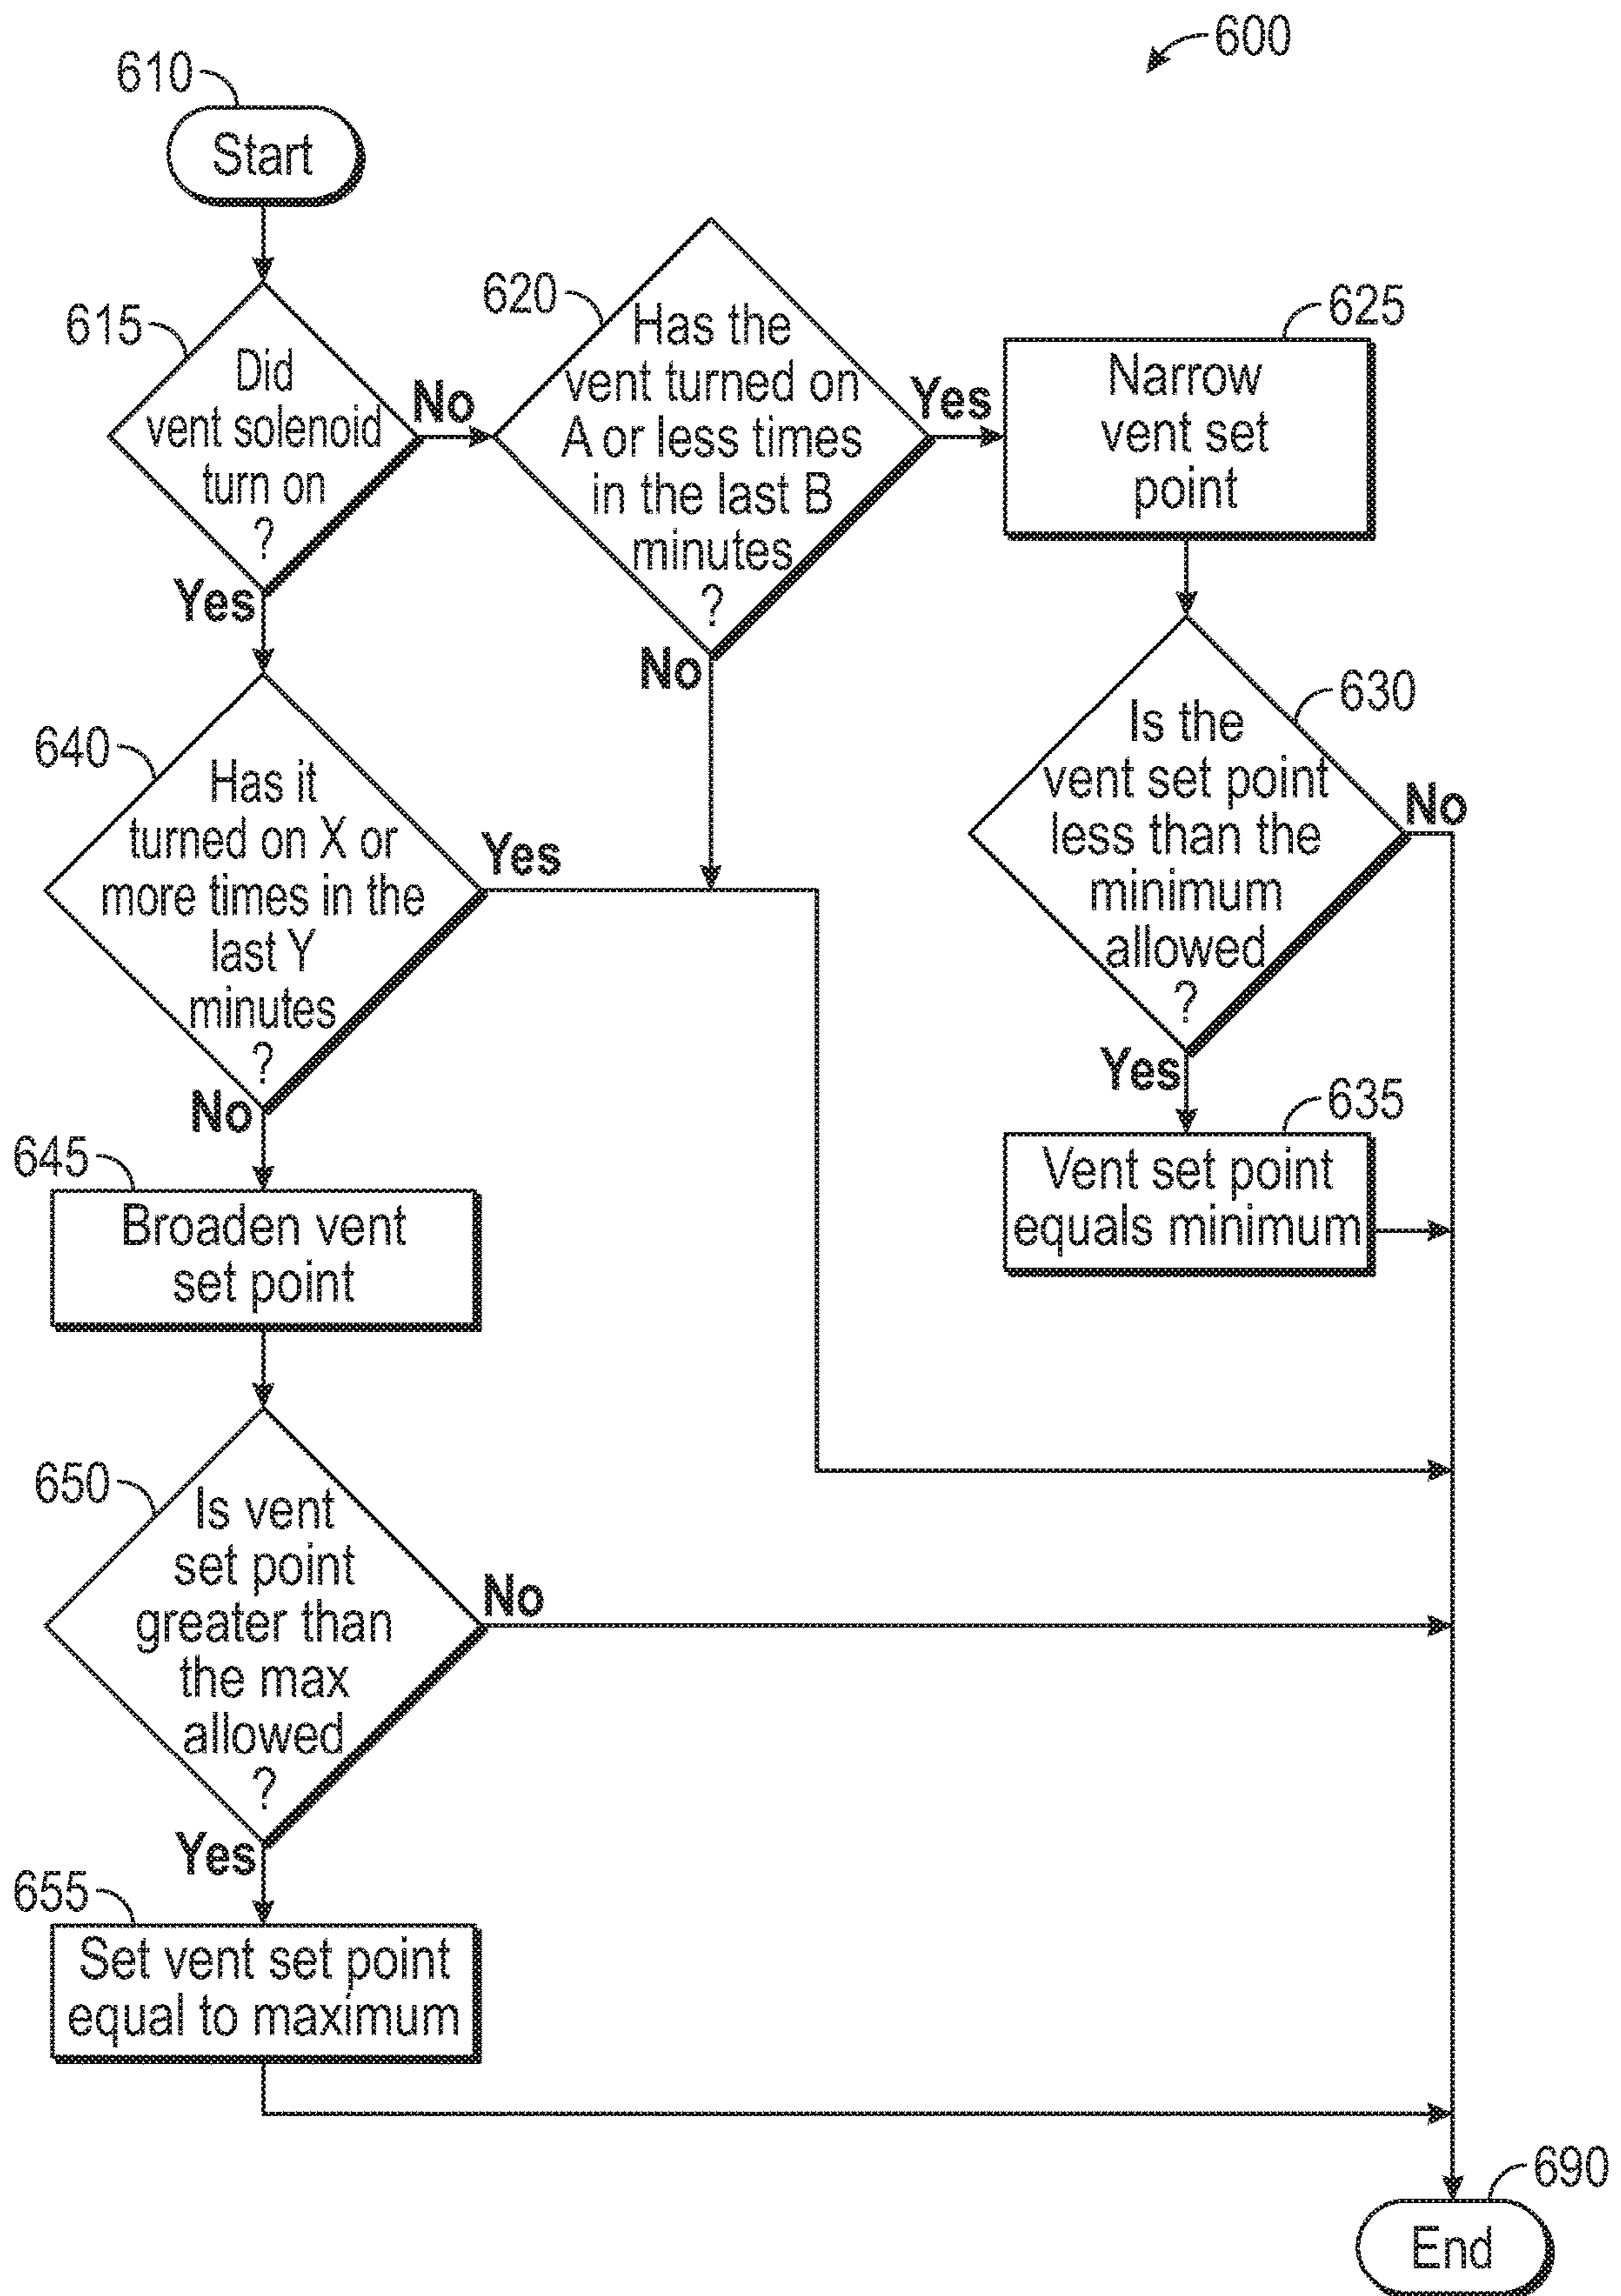 600
610
Start
615
Did
vent solenoid
turn on
?
No
Yes
620
Has the
vent turned on
A or less times
in the last B
minutes
?
Yes
No
625
Narrow
vent set
point
630
Is the
vent set point
less than the
minimum
allowed
?
No
Yes
635
Vent set point
equals minimum
640
Has it
turned on X or
more times in the
last Y
minutes
?
Yes
No
645
Broaden vent
set point
650
Is vent
set point
greater than
the max
allowed
?
No
Yes
655
Set vent set point
equal to maximum
690
End